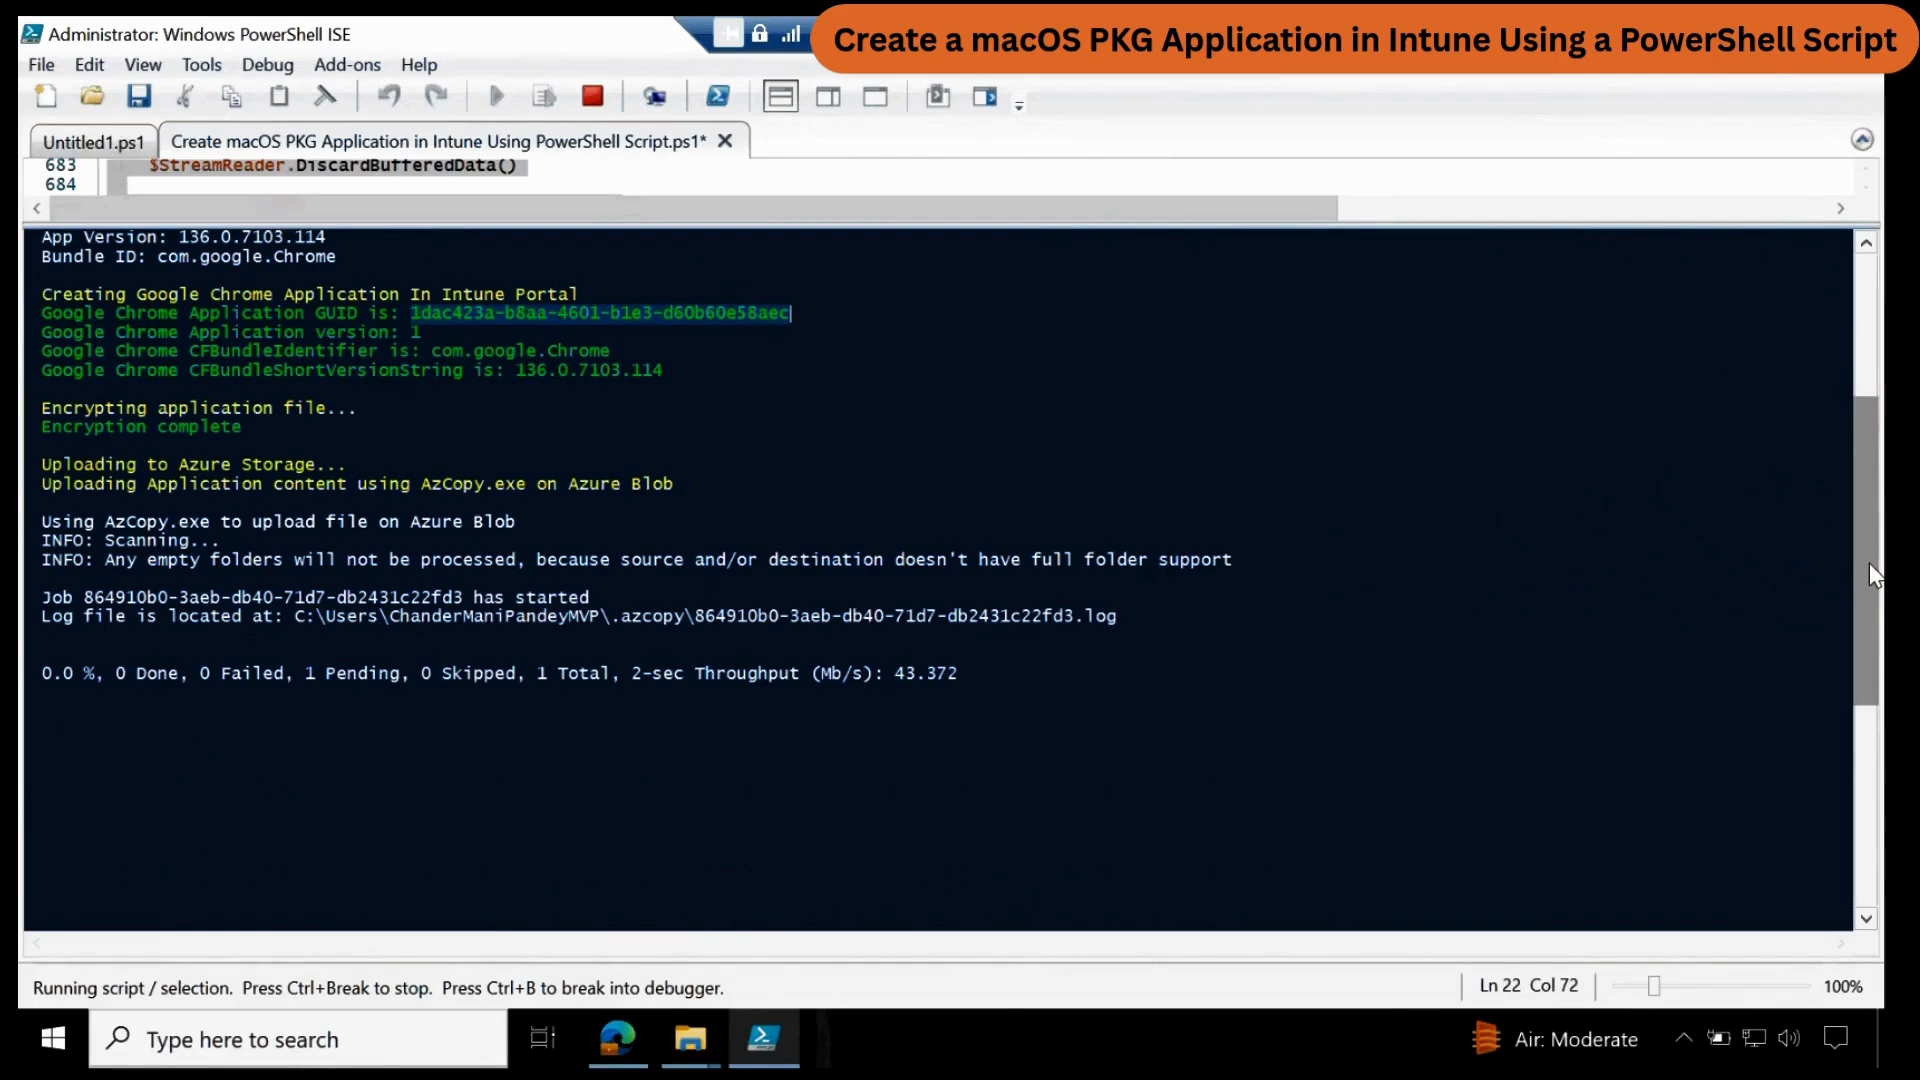 Administrator: Windows PowerShell ISE
Create a macOS PKG Application in Intune Using a PowerShell Script
File Edit View Tools Debug Add-ons Help
Untitled1.ps1 Create macOS PKG Application in Intune Using PowerShell Script.ps1* X
683 $StreamReader.DiscardBufferedData()
684
App Version: 136.0.7103.114
Bundle ID: com.google.Chrome
Creating Google Chrome Application In Intune Portal
Google Chrome Application GUID is: 1dac423a-b8aa-4601-b1e3-d60b60e58aec
Google Chrome Application version: 1
Google Chrome CFBundleIdentifier is: com.google.Chrome
Google Chrome CFBundleShortVersionString is: 136.0.7103.114
Encrypting application file...
Encryption complete
Uploading to Azure Storage...
Uploading Application content using AzCopy.exe on Azure Blob
Using AzCopy.exe to upload file on Azure Blob
INFO: Scanning...
INFO: Any empty folders will not be processed, because source and/or destination doesn't have full folder support
Job 864910b0-3aeb-db40-71d7-db2431c22fd3 has started
Log file is located at: C:\Users\ChanderManiPandeyMVP\.azcopy\864910b0-3aeb-db40-71d7-db2431c22fd3.log
0.0 %, 0 Done, 0 Failed, 1 Pending, 0 Skipped, 1 Total, 2-sec Throughput (Mb/s): 43.372
Running script / selection. Press Ctrl+Break to stop. Press Ctrl+B to break into debugger.
Ln 22 Col 72
100%
Type here to search
Air: Moderate